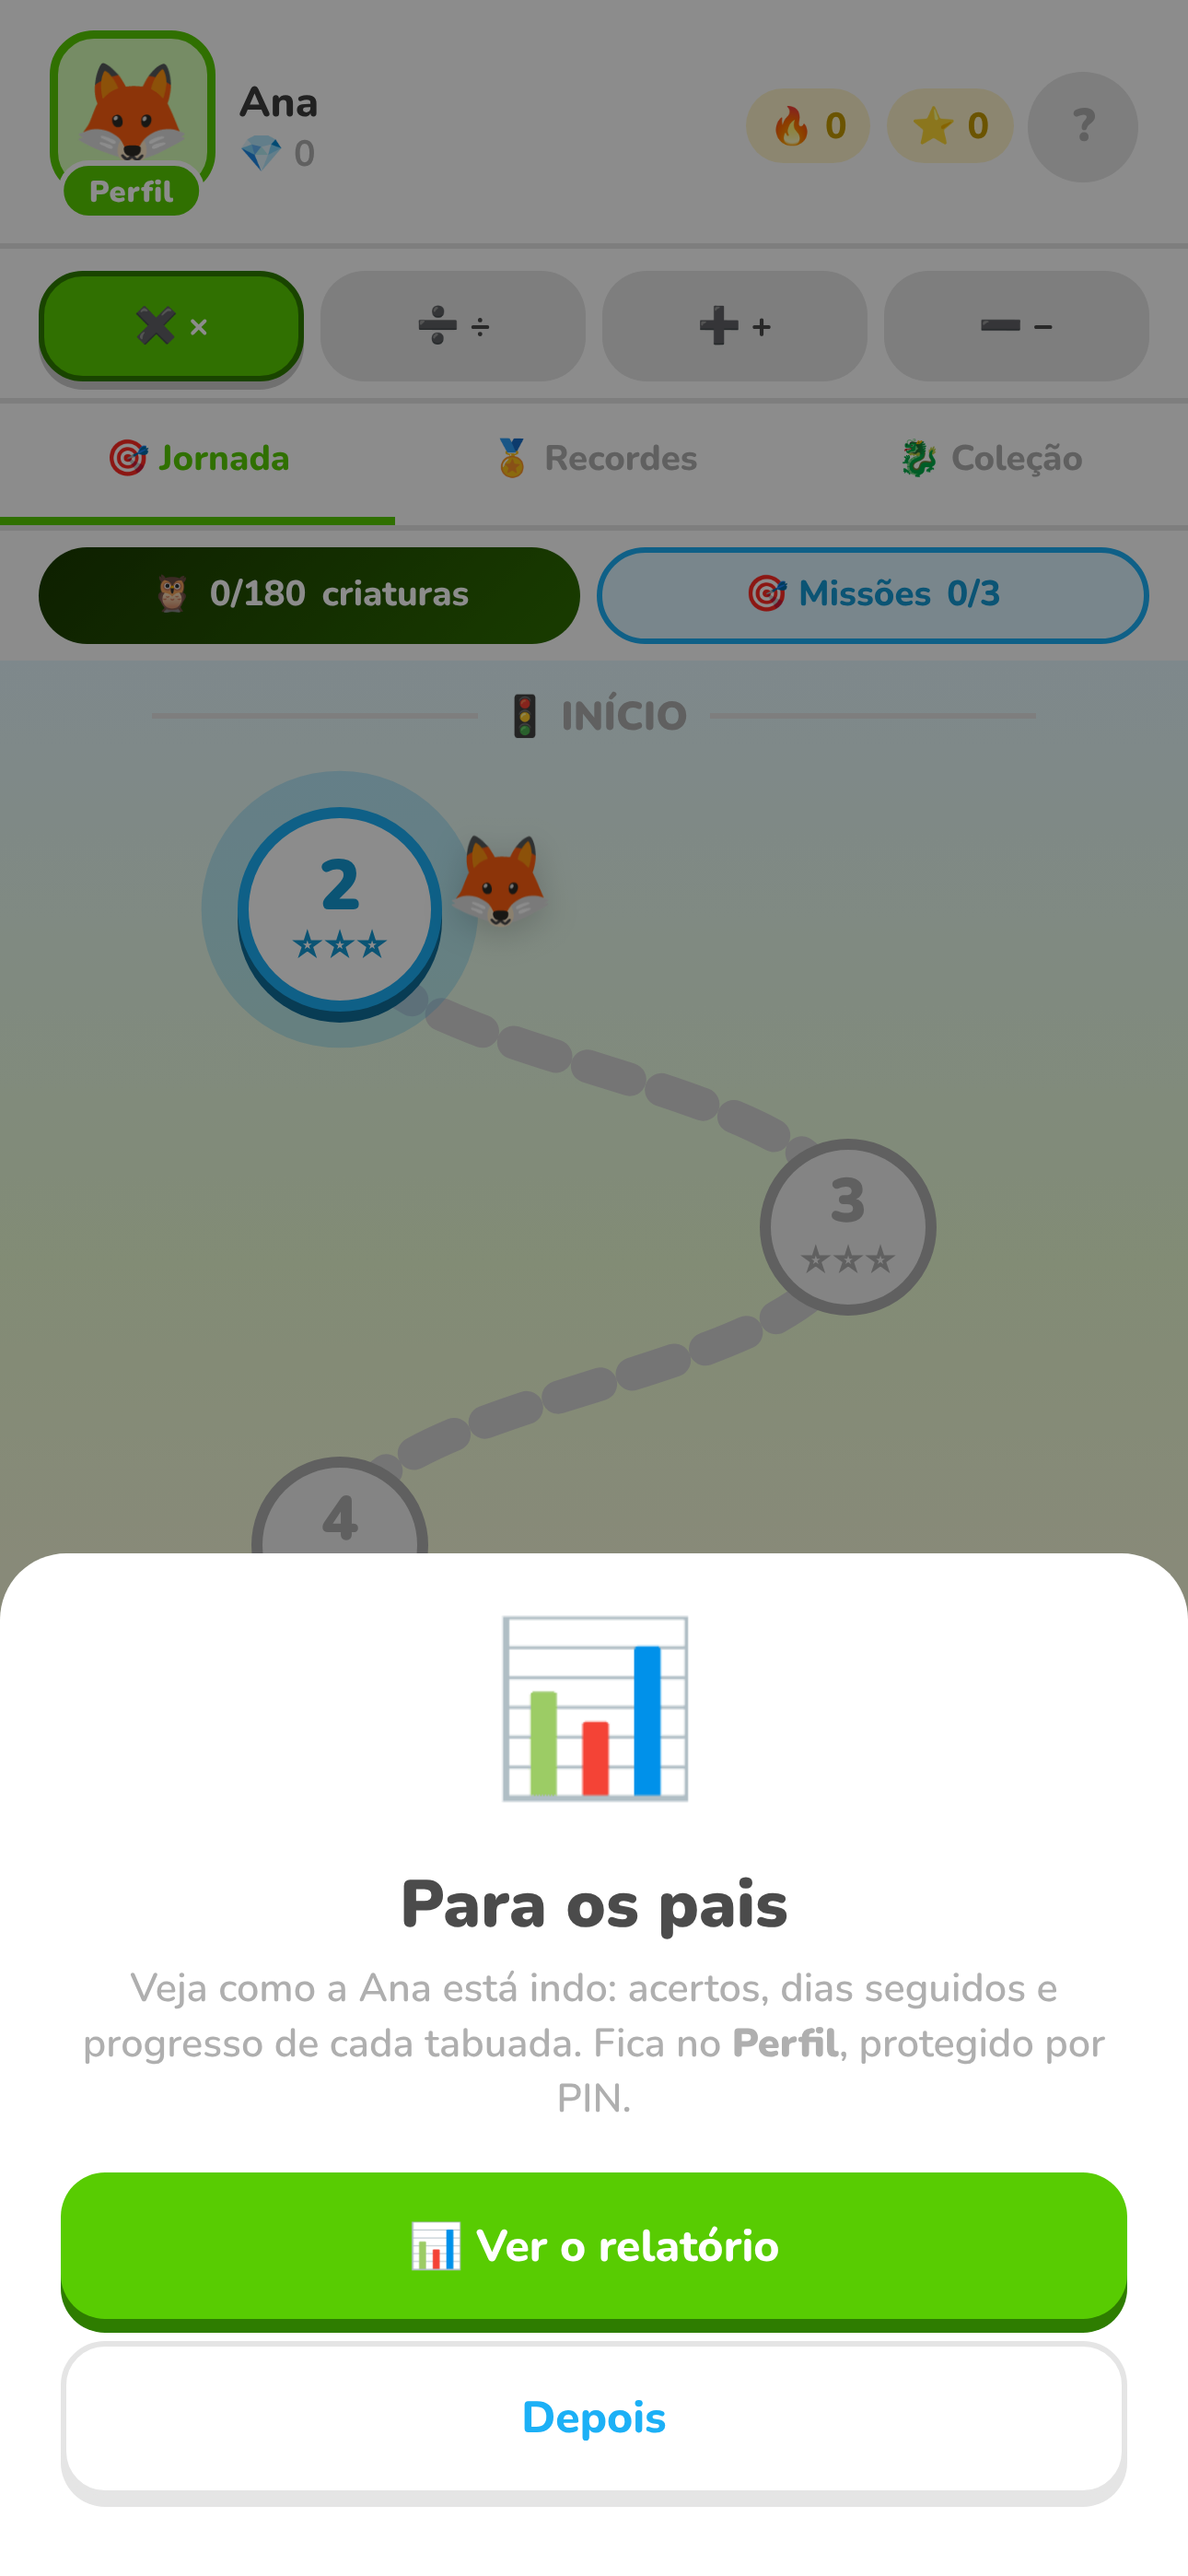 Ana
💎 0
🔥 0
⭐ 0
?
Perfil
✖ ×
➗ ÷
➕ +
➖ −
🎯 Jornada
🏅 Recordes
🐉 Coleção
🦉 0/180 criaturas
🎯 Missões 0/3
🚦 INÍCIO
2
☆☆☆
3
☆☆☆
4
Para os pais
Veja como a Ana está indo: acertos, dias seguidos e
progresso de cada tabuada. Fica no Perfil, protegido por
PIN.
📊 Ver o relatório
Depois